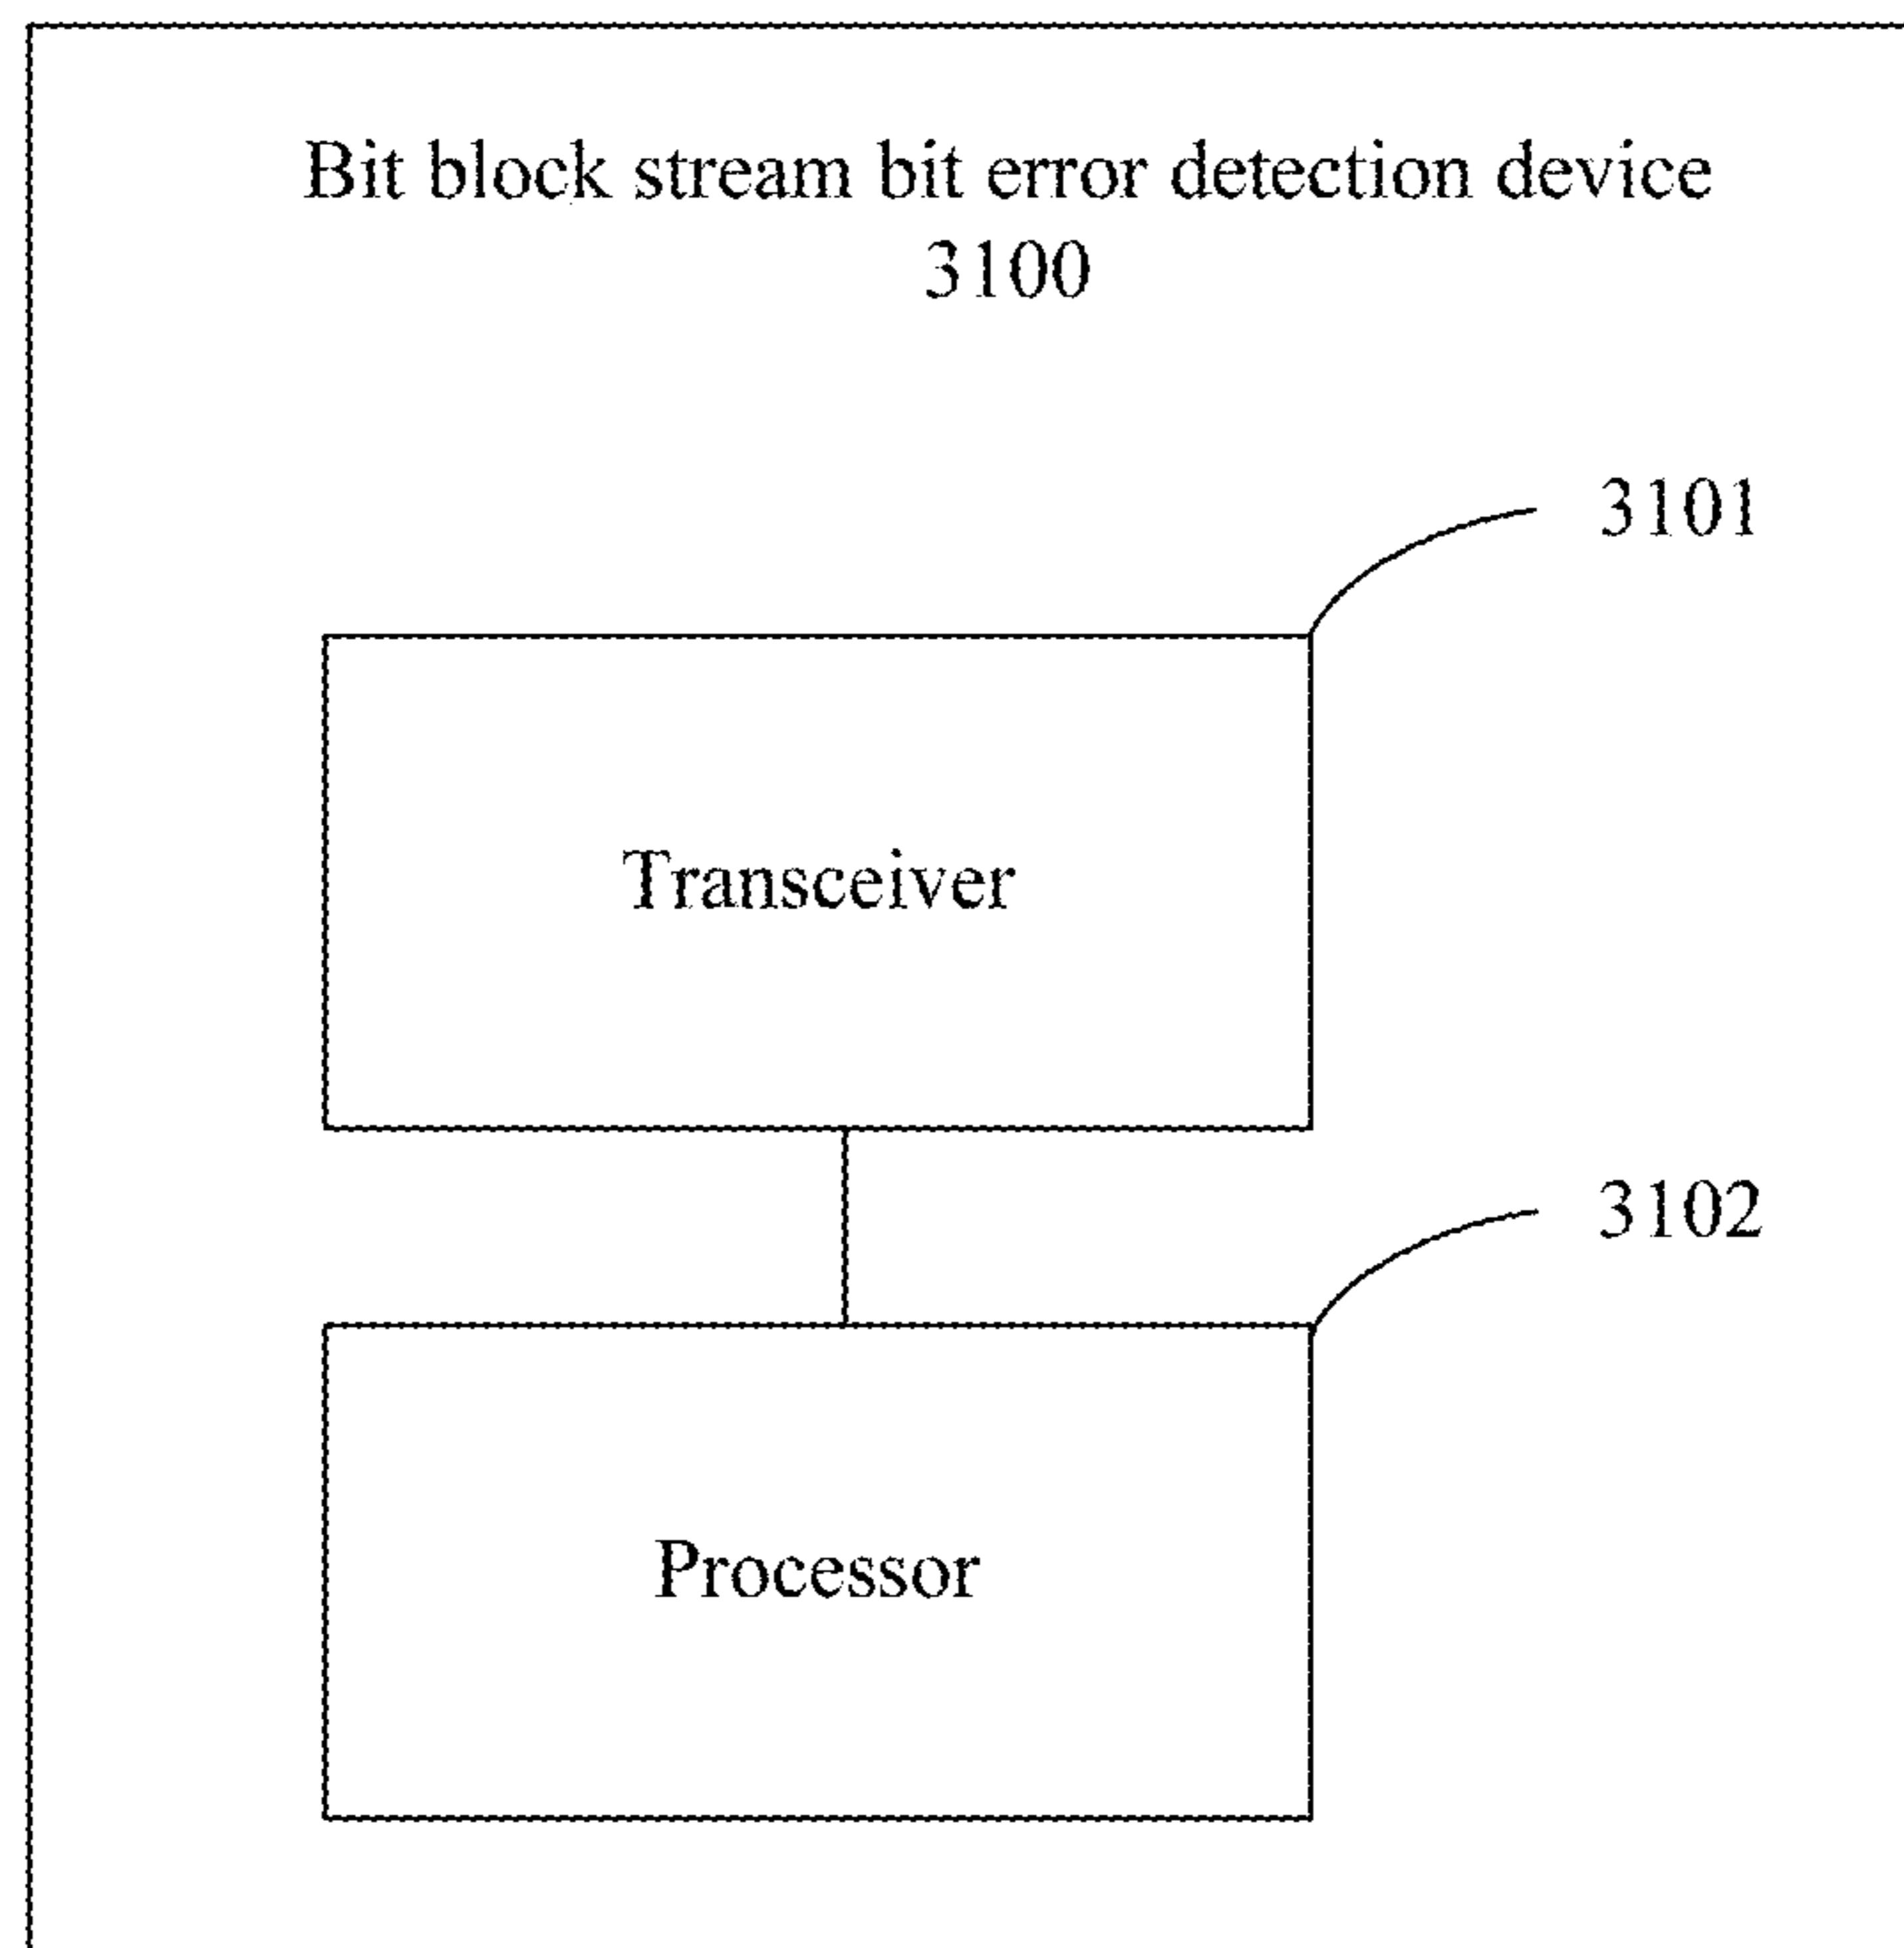 Bit block stream bit error detection device
3100
3101
Transceiver
3102
Processor